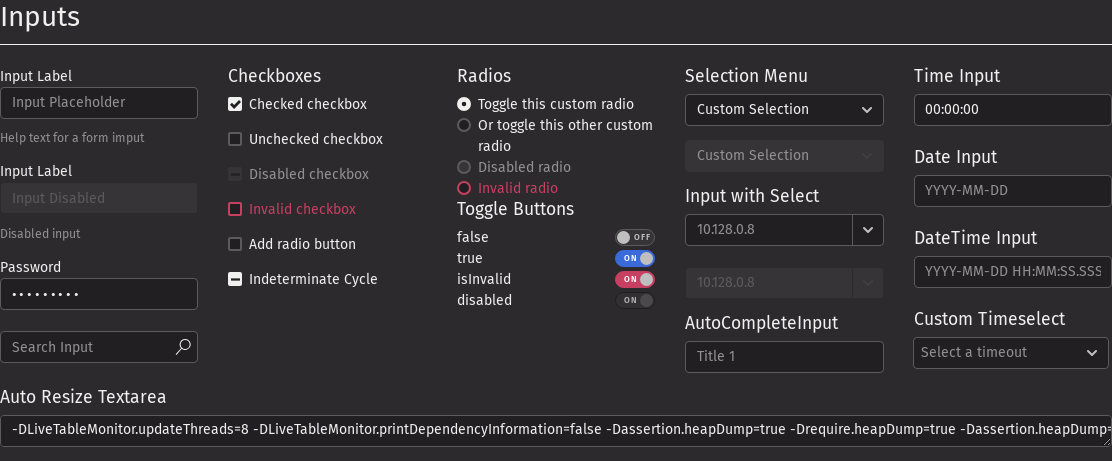 Inputs
Input Label
Input Placeholder
Help text for a form imput
Input Label
Input Disabled
Disabled input
Password
•••••••••
Search Input
Checkboxes
Checked checkbox
Unchecked checkbox
Disabled checkbox
Invalid checkbox
Add radio button
Indeterminate Cycle
Radios
Toggle this custom radio
Or toggle this other custom
radio
Disabled radio
Invalid radio
Toggle Buttons
false OFF
true ON
isInvalid ON
disabled ON
Selection Menu
Custom Selection
Custom Selection
Input with Select
10.128.0.8
10.128.0.8
AutoCompleteInput
Title 1
Time Input
00:00:00
Date Input
YYYY-MM-DD
DateTime Input
YYYY-MM-DD HH:MM:SS.SSS
Custom Timeselect
Select a timeout
Auto Resize Textarea
-DLiveTableMonitor.updateThreads=8 -DLiveTableMonitor.printDependencyInformation=false -Dassertion.heapDump=true -Drequire.heapDump=true -Dassertion.heapDump=